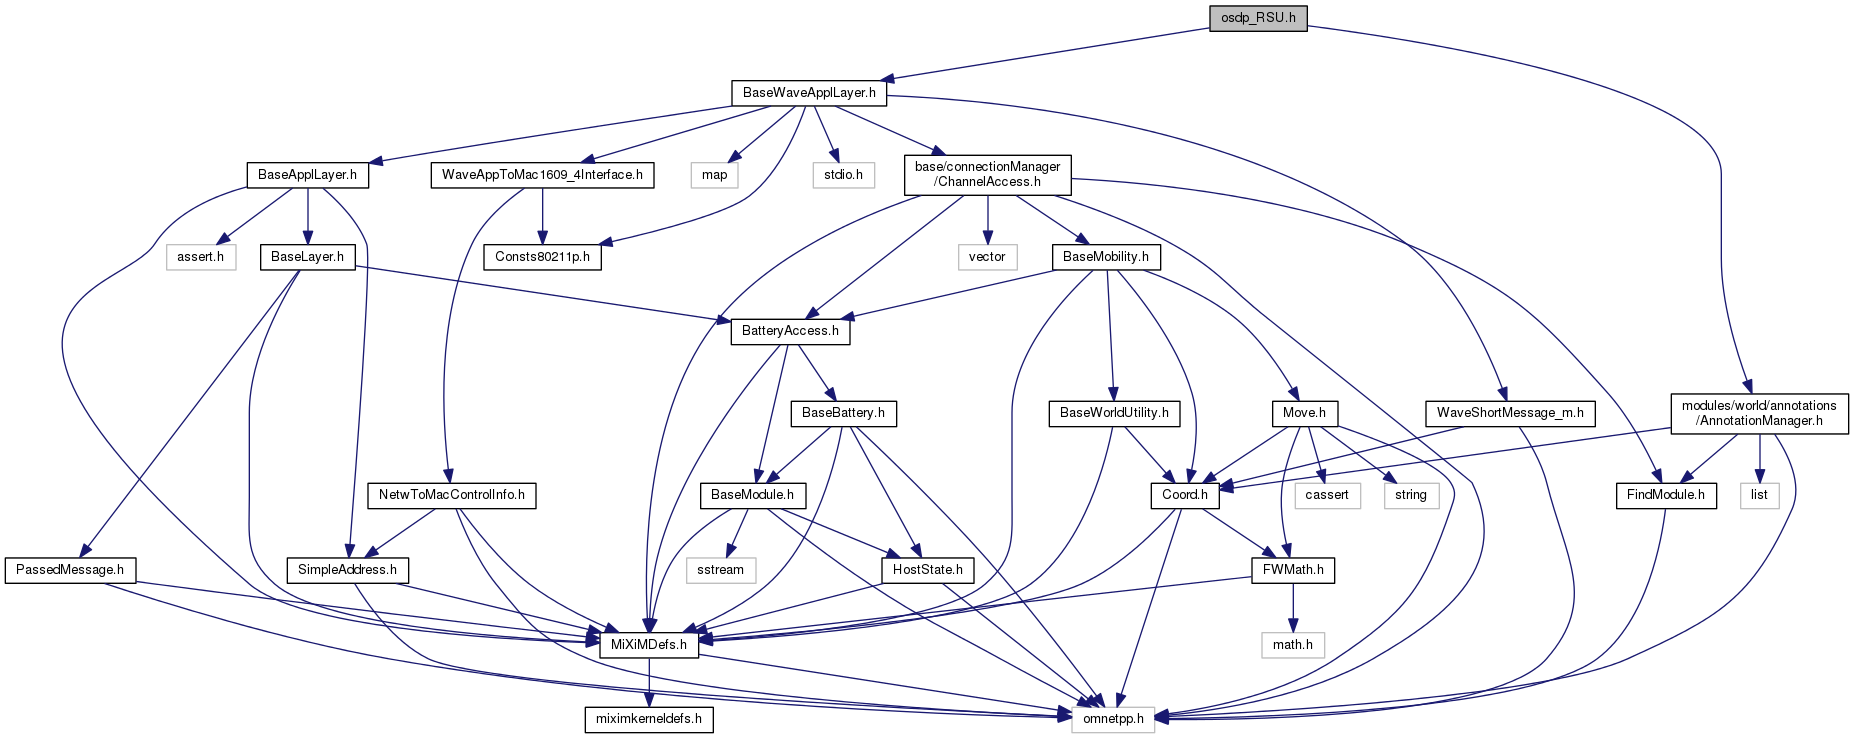 osdp_RSU.h
BaseWaveApplLayer.h
BaseApplLayer.h
WaveAppToMac1609_4Interface.h
map
stdio.h
base/connectionManager
/ChannelAccess.h
assert.h
BaseLayer.h
Consts80211p.h
vector
BaseMobility.h
BatteryAccess.h
BaseBattery.h
BaseWorldUtility.h
Move.h
WaveShortMessage_m.h
modules/world/annotations
/AnnotationManager.h
NetwToMacControlInfo.h
BaseModule.h
Coord.h
cassert
string
FindModule.h
list
PassedMessage.h
SimpleAddress.h
sstream
HostState.h
FWMath.h
MiXiMDefs.h
math.h
miximkerneldefs.h
omnetpp.h